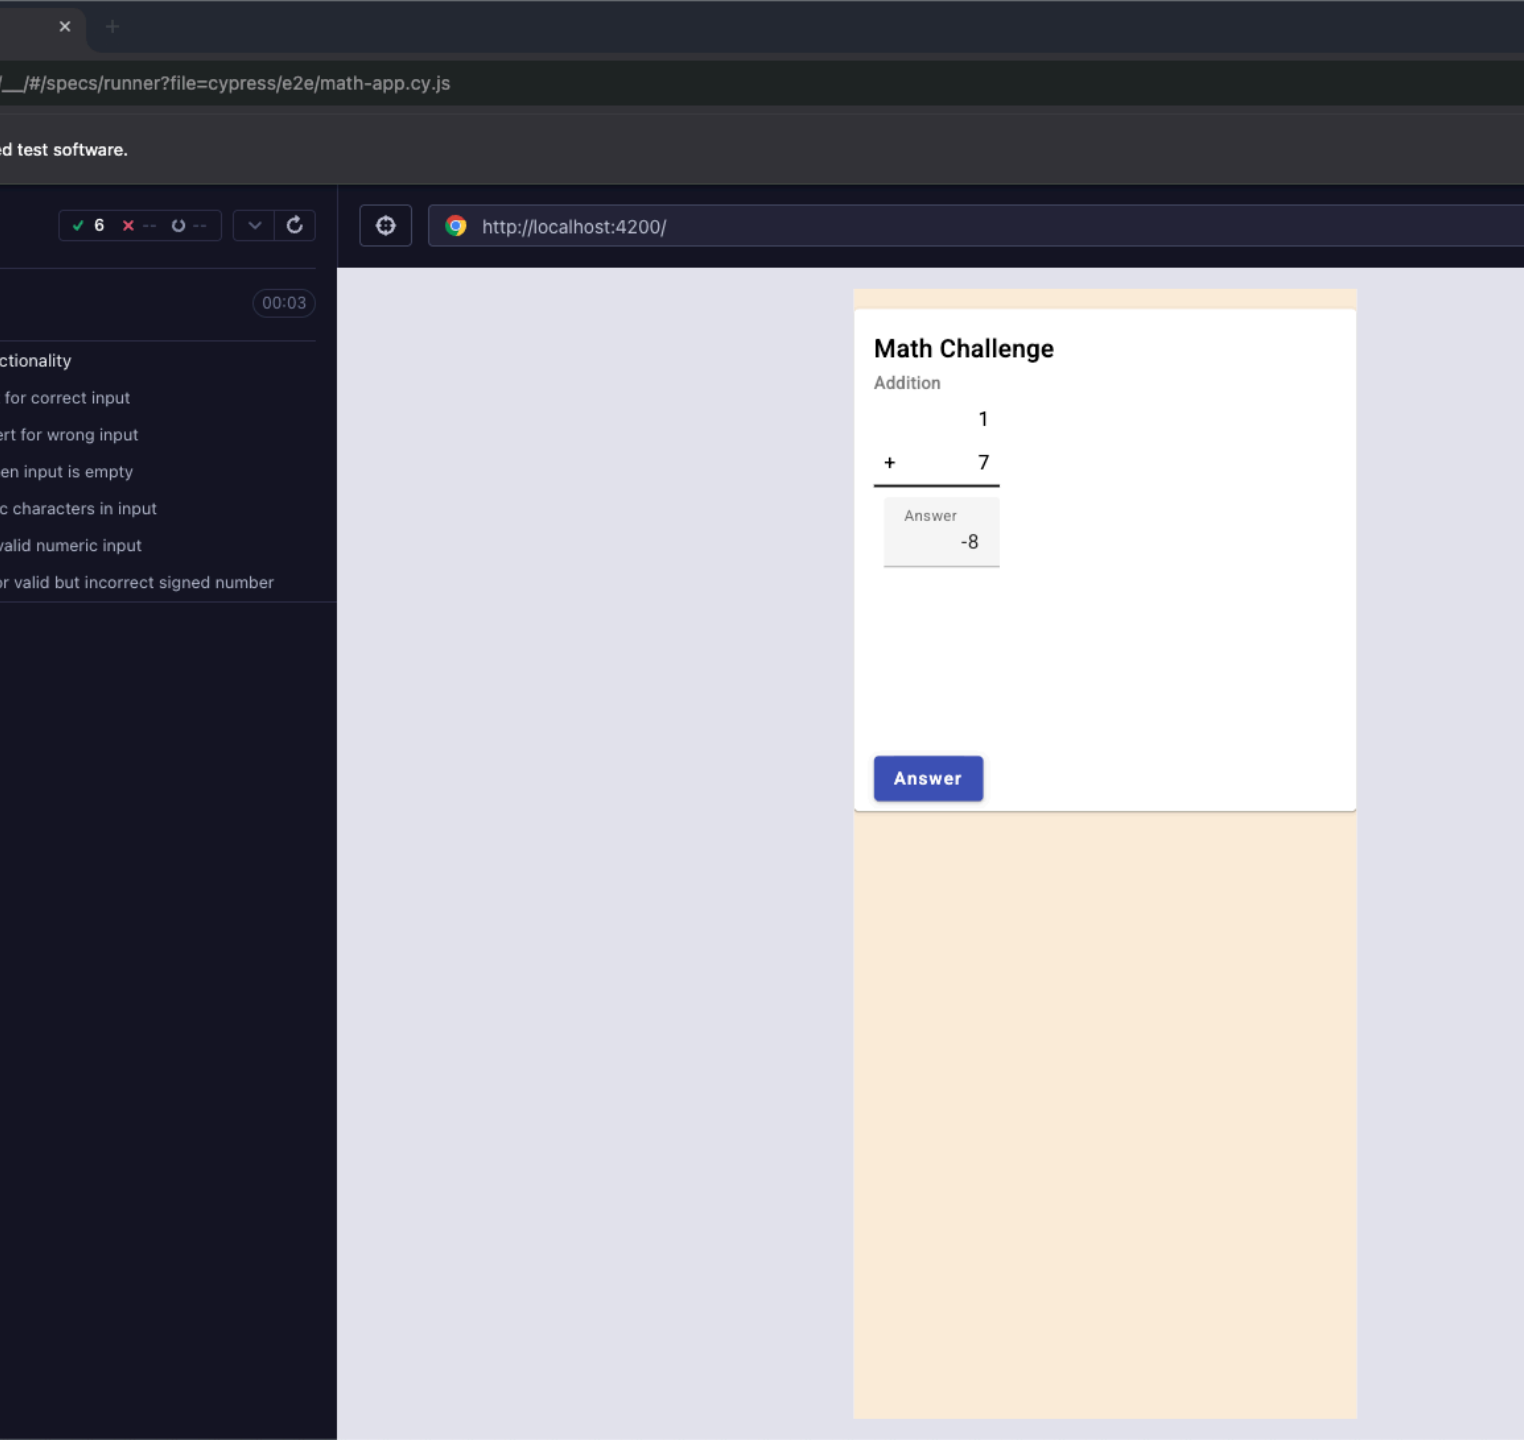 /__/#/specs/runner?file=cypress/e2e/math-app.cy.js
ed test software.
6 -- --
http://localhost:4200/
00:03
ctionality
for correct input
ert for wrong input
en input is empty
c characters in input
valid numeric input
or valid but incorrect signed number
Math Challenge
Addition
1
+ 7
Answer
-8
Answer